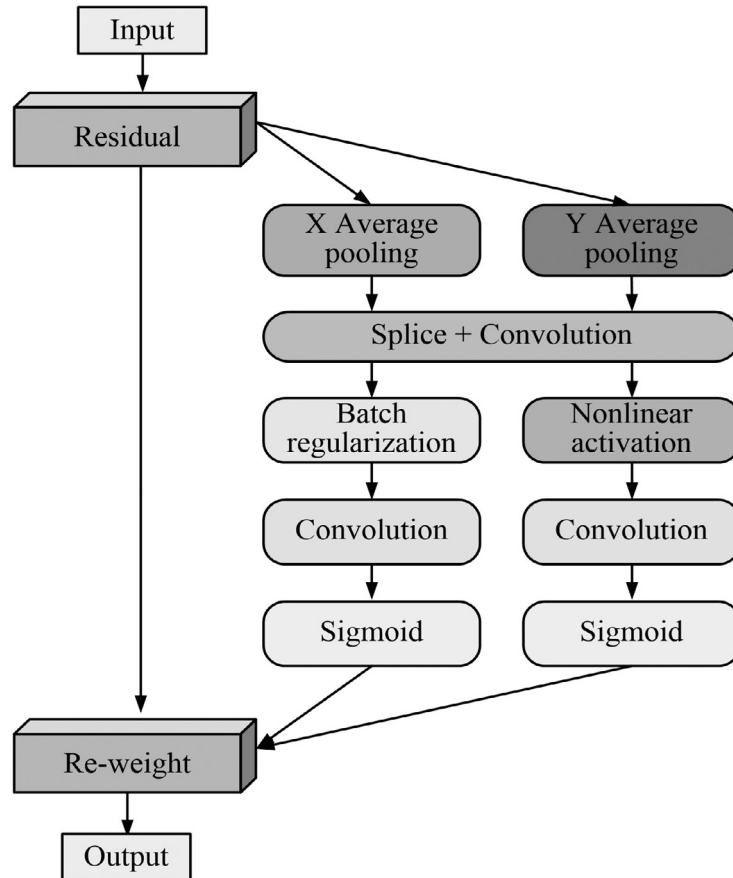 Input
Residual
X Average
pooling
Y Average
pooling
Splice + Convolution
Batch
regularization
Nonlinear
activation
Convolution
Convolution
Sigmoid
Sigmoid
Re-weight
Output